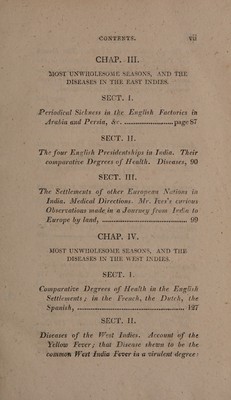 CONTENTS. vii
CHAP. III.
MOST UNWHOLESOME SEASONS, AND THE
DISEASES IN THE EAST INDIES.
SECT. I.
Periodical Sickness in the English Factories in
Arabia and Persia, &c. ........................ page 87
SECT. II.
The four English Presidentships in India. Their
comparative Degrees of Health. Diseases, 90
SECT. III.
The Settlements of other European Nations in
India. Medical Directions. Mr. Ives's curious
Observations made in a Journey from India to
Europe by land, ........................................ 99
CHAP. IV.
MOST UNWHOLESOME SEASONS, AND THE
DISEASES IN THE WEST INDIES.
SECT. I.
Comparative Degrees of Health in the English
Settlements; in the French, the Dutch, the
Spanish, .................................................... 127
SECT. II.
Diseases of the West Indies. Account of the
Yellow Fever; that Disease shewn to be the
common West India Fever in a virulent degree